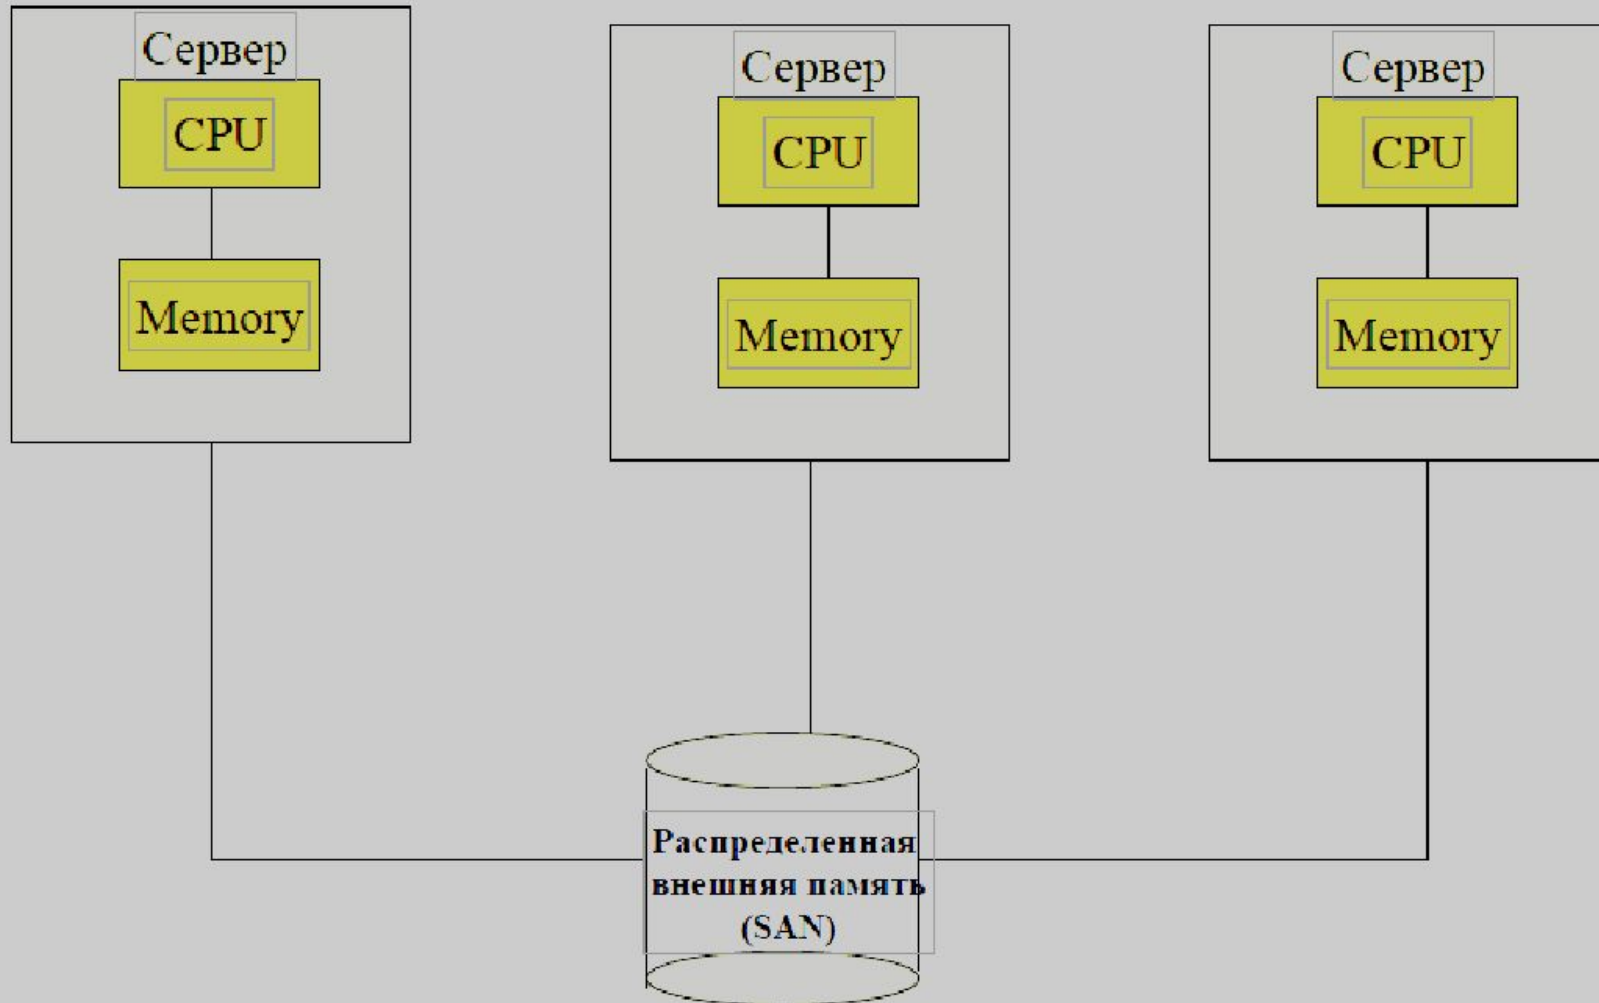 Сервер
CPU
Memory
Сервер
CPU
Memory
Сервер
CPU
Memory
Распределенная
внешняя память
(SAN)